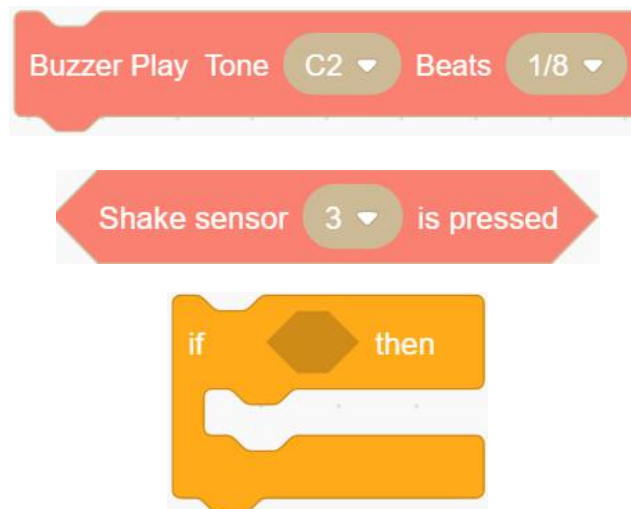 Buzzer Play Tone C2 Beats 1/8
Shake sensor 3 is pressed
if then